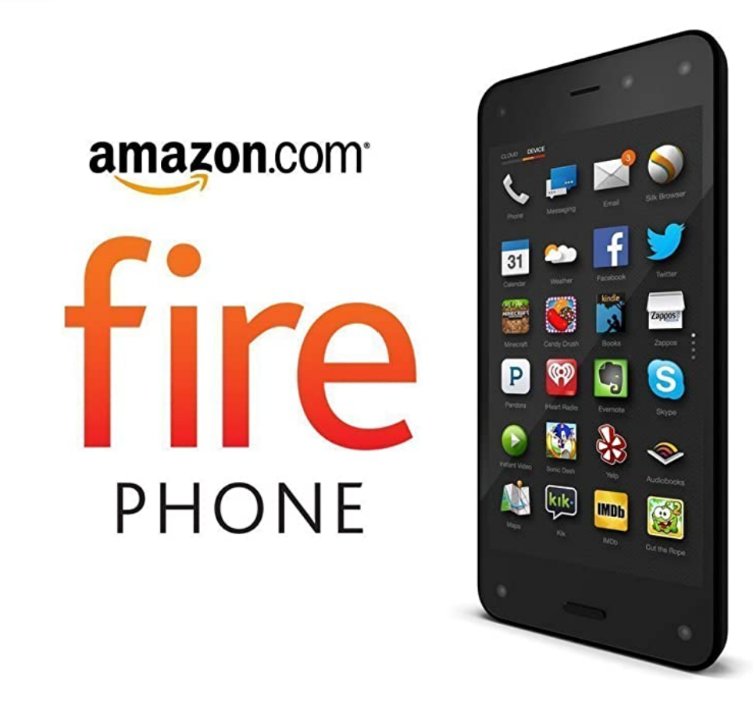 amazon.com®
fire
PHONE
CLOUD DEVICE
3
Phone Messaging Email Silk Browser
31
Calendar Weather Facebook Twitter
kindle
Zappos
Minecraft Candy Crush Books Zappos
P
Pandora iHeart Radio Evernote Skype
Instant Video Sonic Dash Yelp Audiobooks
kik
IMDb
Maps Kik IMDb Cut the Rope